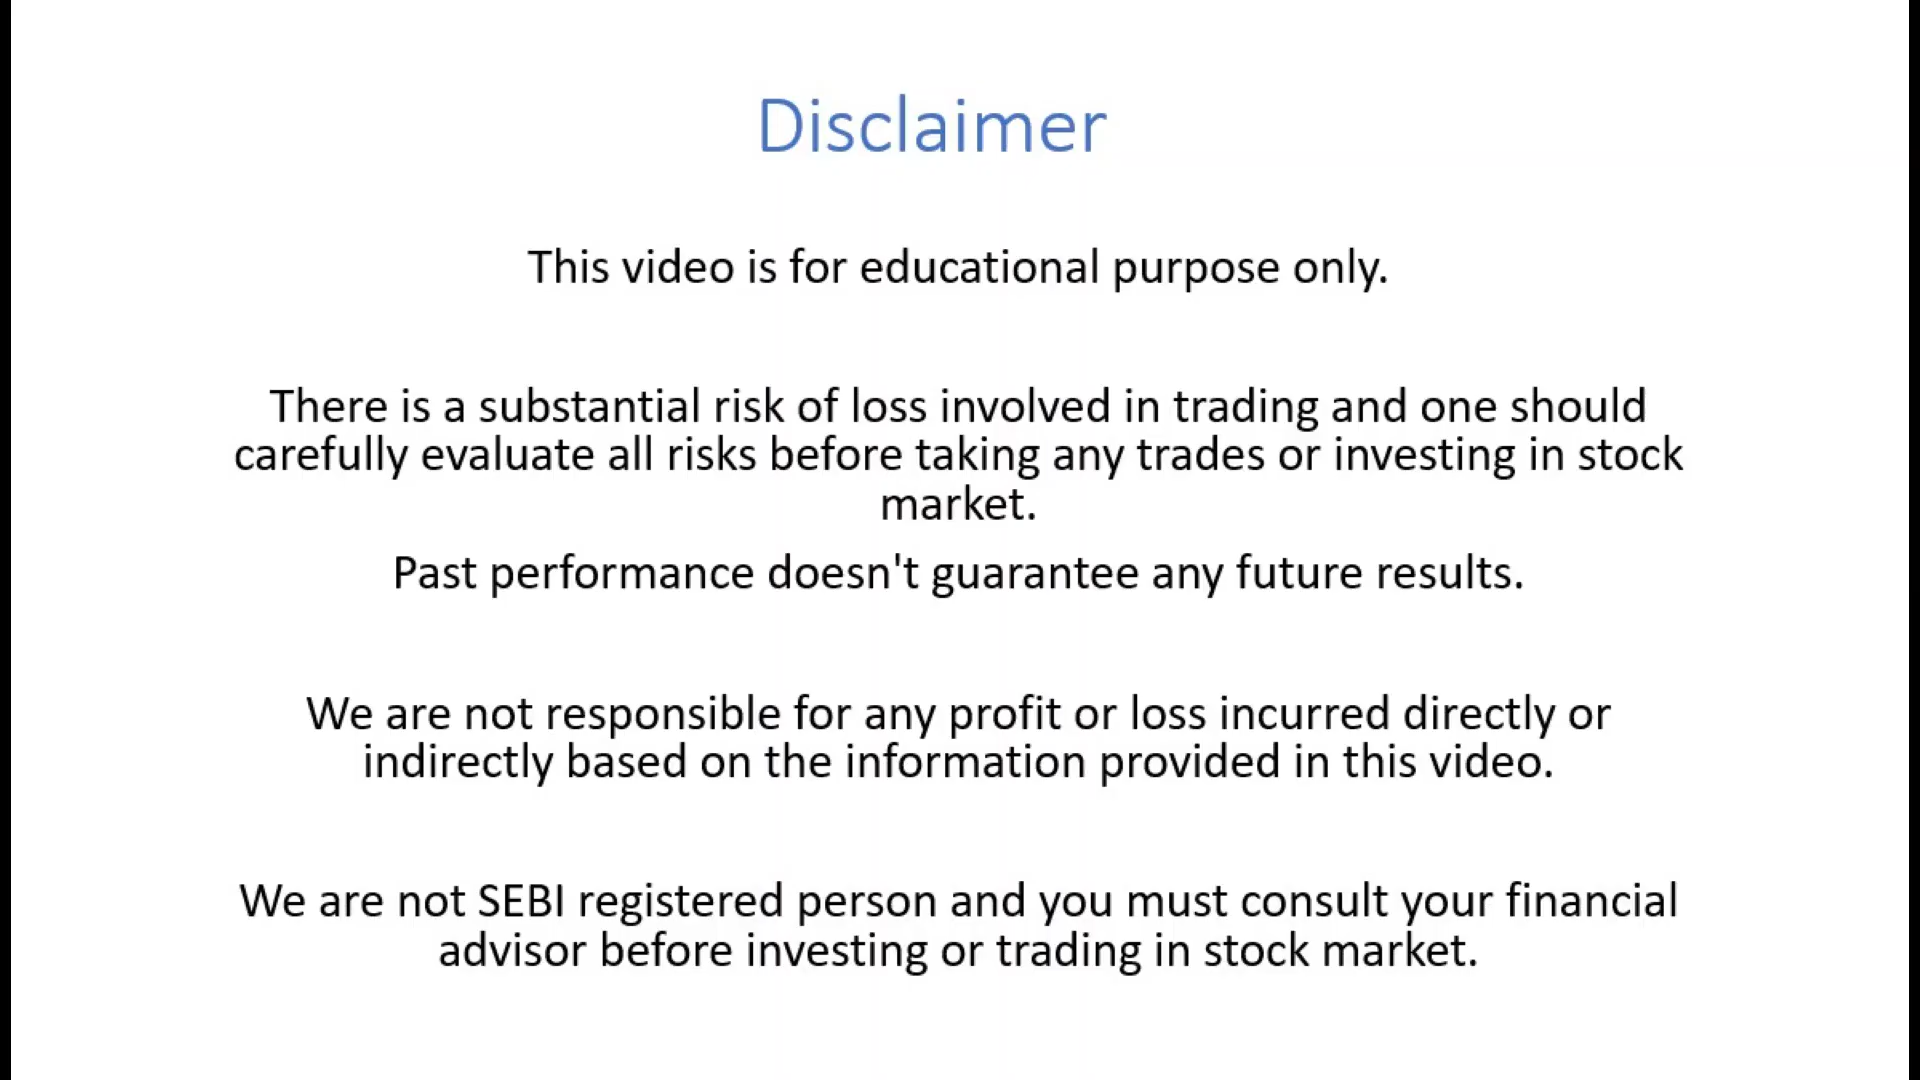 Disclaimer
This video is for educational purpose only.
There is a substantial risk of loss involved in trading and one should
carefully evaluate all risks before taking any trades or investing in stock
market.
Past performance doesn't guarantee any future results.
We are not responsible for any profit or loss incurred directly or
indirectly based on the information provided in this video.
We are not SEBI registered person and you must consult your financial
advisor before investing or trading in stock market.